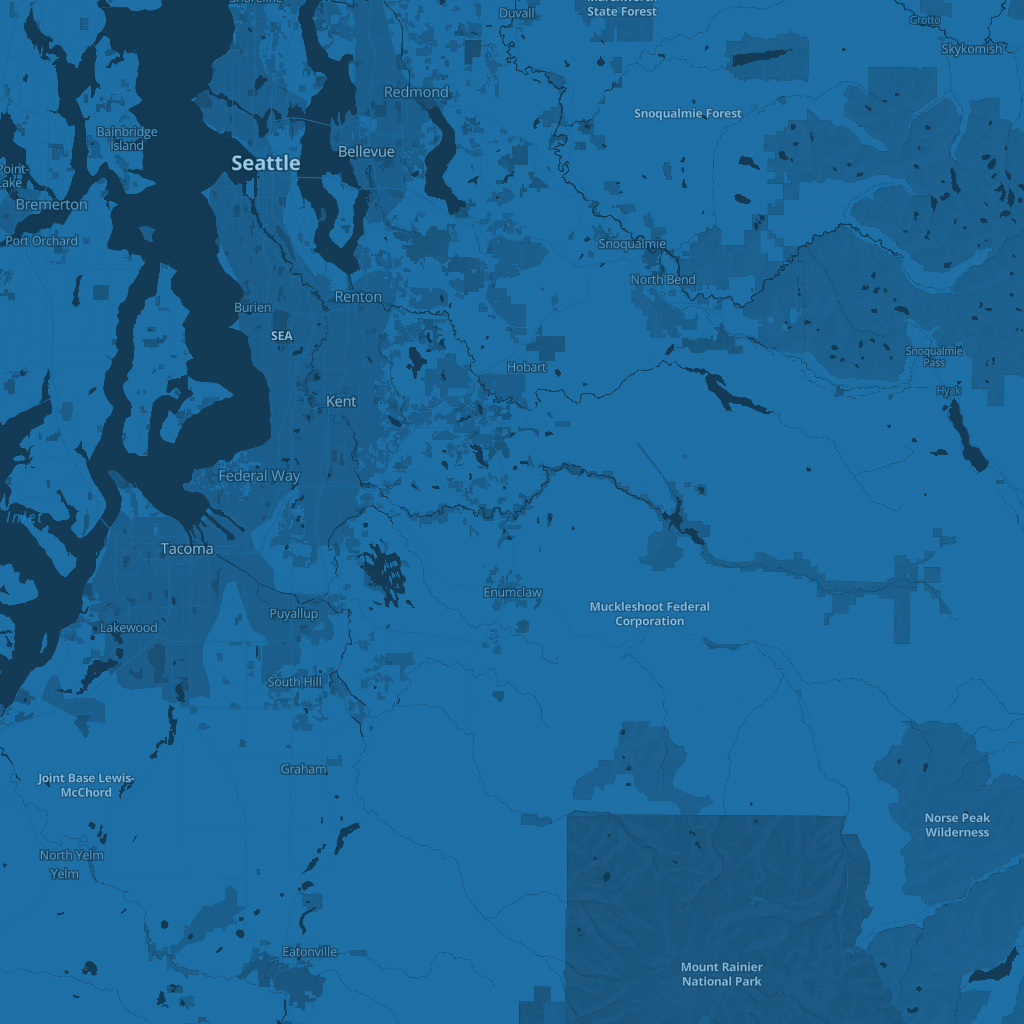 Shoreline
Duvall
State Forest
Grotto
Skykomish
Redmond
Snoqualmie Forest
Bainbridge
Island
Bellevue
Seattle
Point-
Lake
Bremerton
Port Orchard
Snoqualmie
North Bend
Renton
Burien
SEA
Snoqualmie
Pass
Hobart
Hyak
Kent
Federal Way
Inlet
Tacoma
Enumclaw
Muckleshoot Federal
Corporation
Puyallup
Lakewood
South Hill
Graham
Joint Base Lewis-
McChord
Norse Peak
Wilderness
North Yelm
Yelm
Eatonville
Mount Rainier
National Park